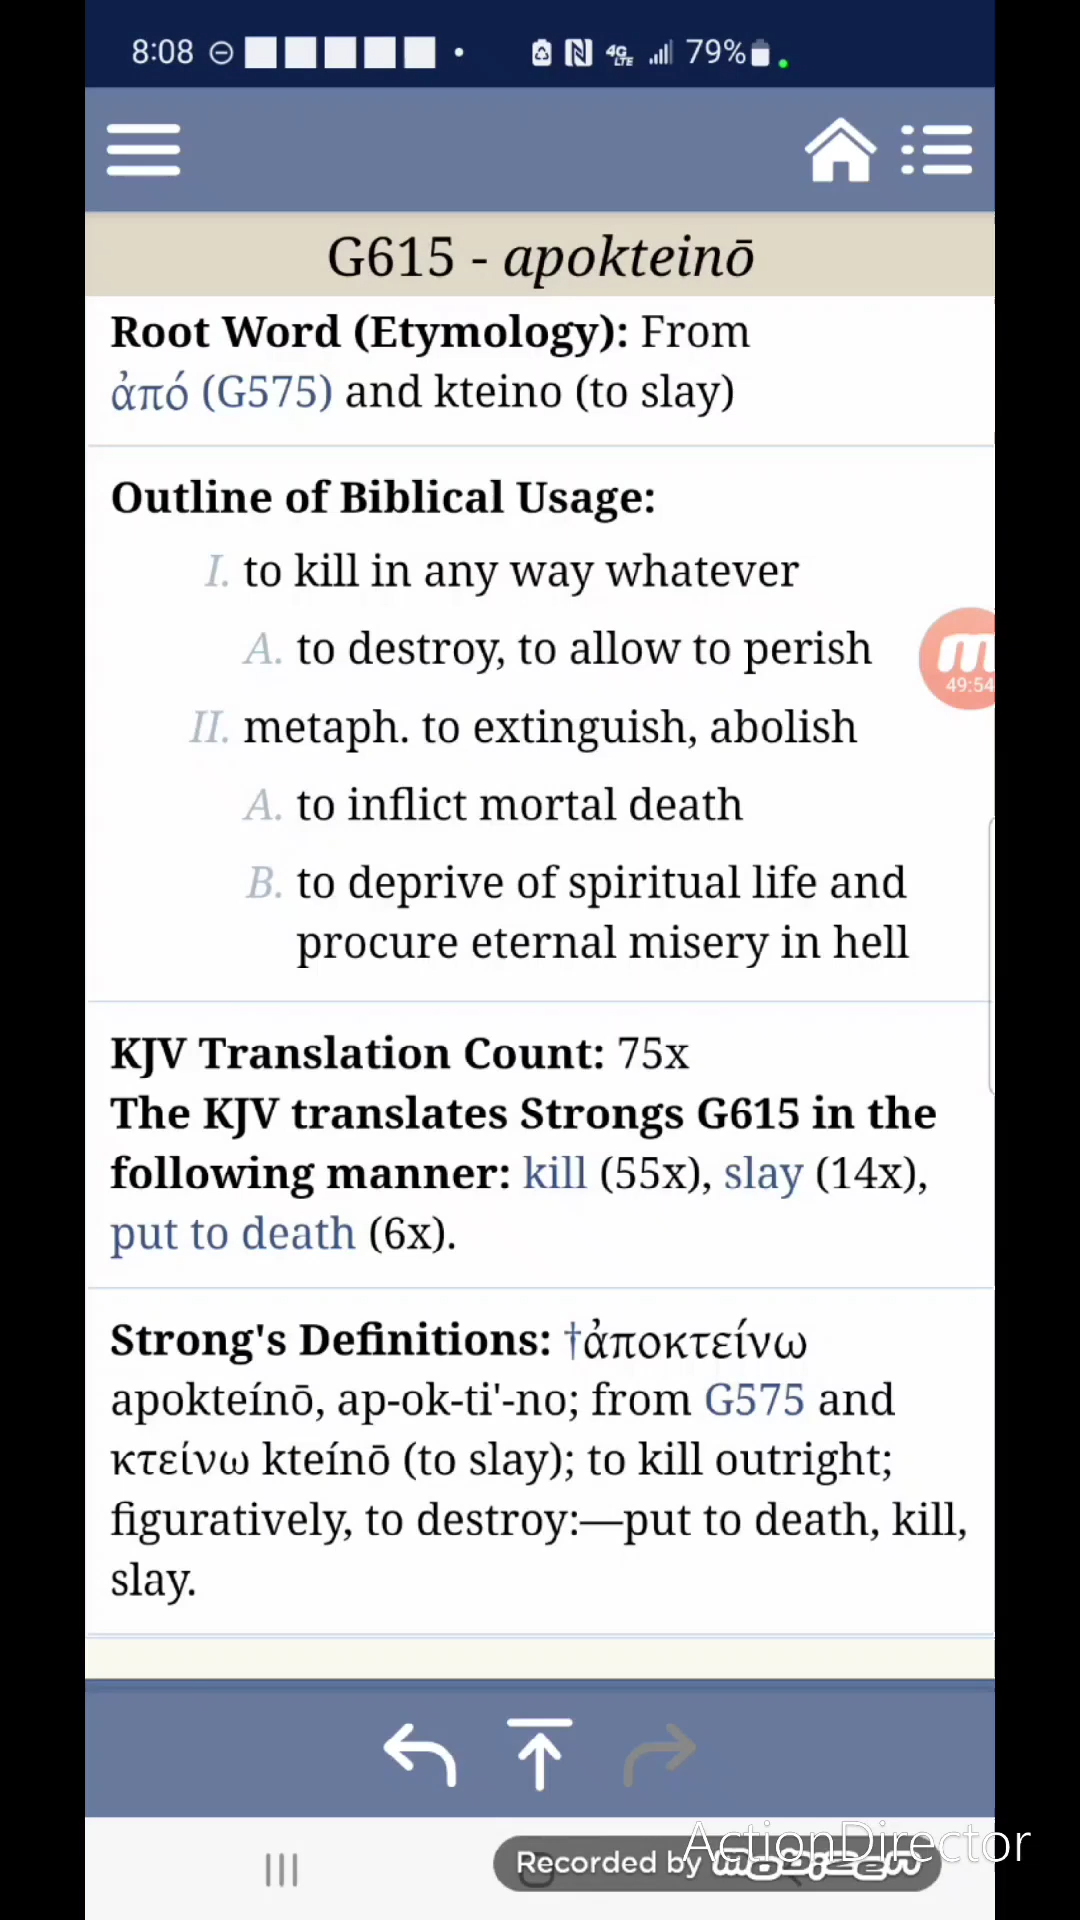 8:08
4G LTE 79%
G615 - apokteinō
Root Word (Etymology): From
ἀπό (G575) and kteino (to slay)
Outline of Biblical Usage:
I. to kill in any way whatever
A. to destroy, to allow to perish
49:54
II. metaph. to extinguish, abolish
A. to inflict mortal death
B. to deprive of spiritual life and
procure eternal misery in hell
KJV Translation Count: 75x
The KJV translates Strongs G615 in the
following manner: kill (55x), slay (14x),
put to death (6x).
Strong's Definitions: †ἀποκτείνω
apokteínō, ap-ok-ti'-no; from G575 and
κτείνω kteínō (to slay); to kill outright;
figuratively, to destroy:—put to death, kill,
slay.
ActionDirector
Recorded by mobizen